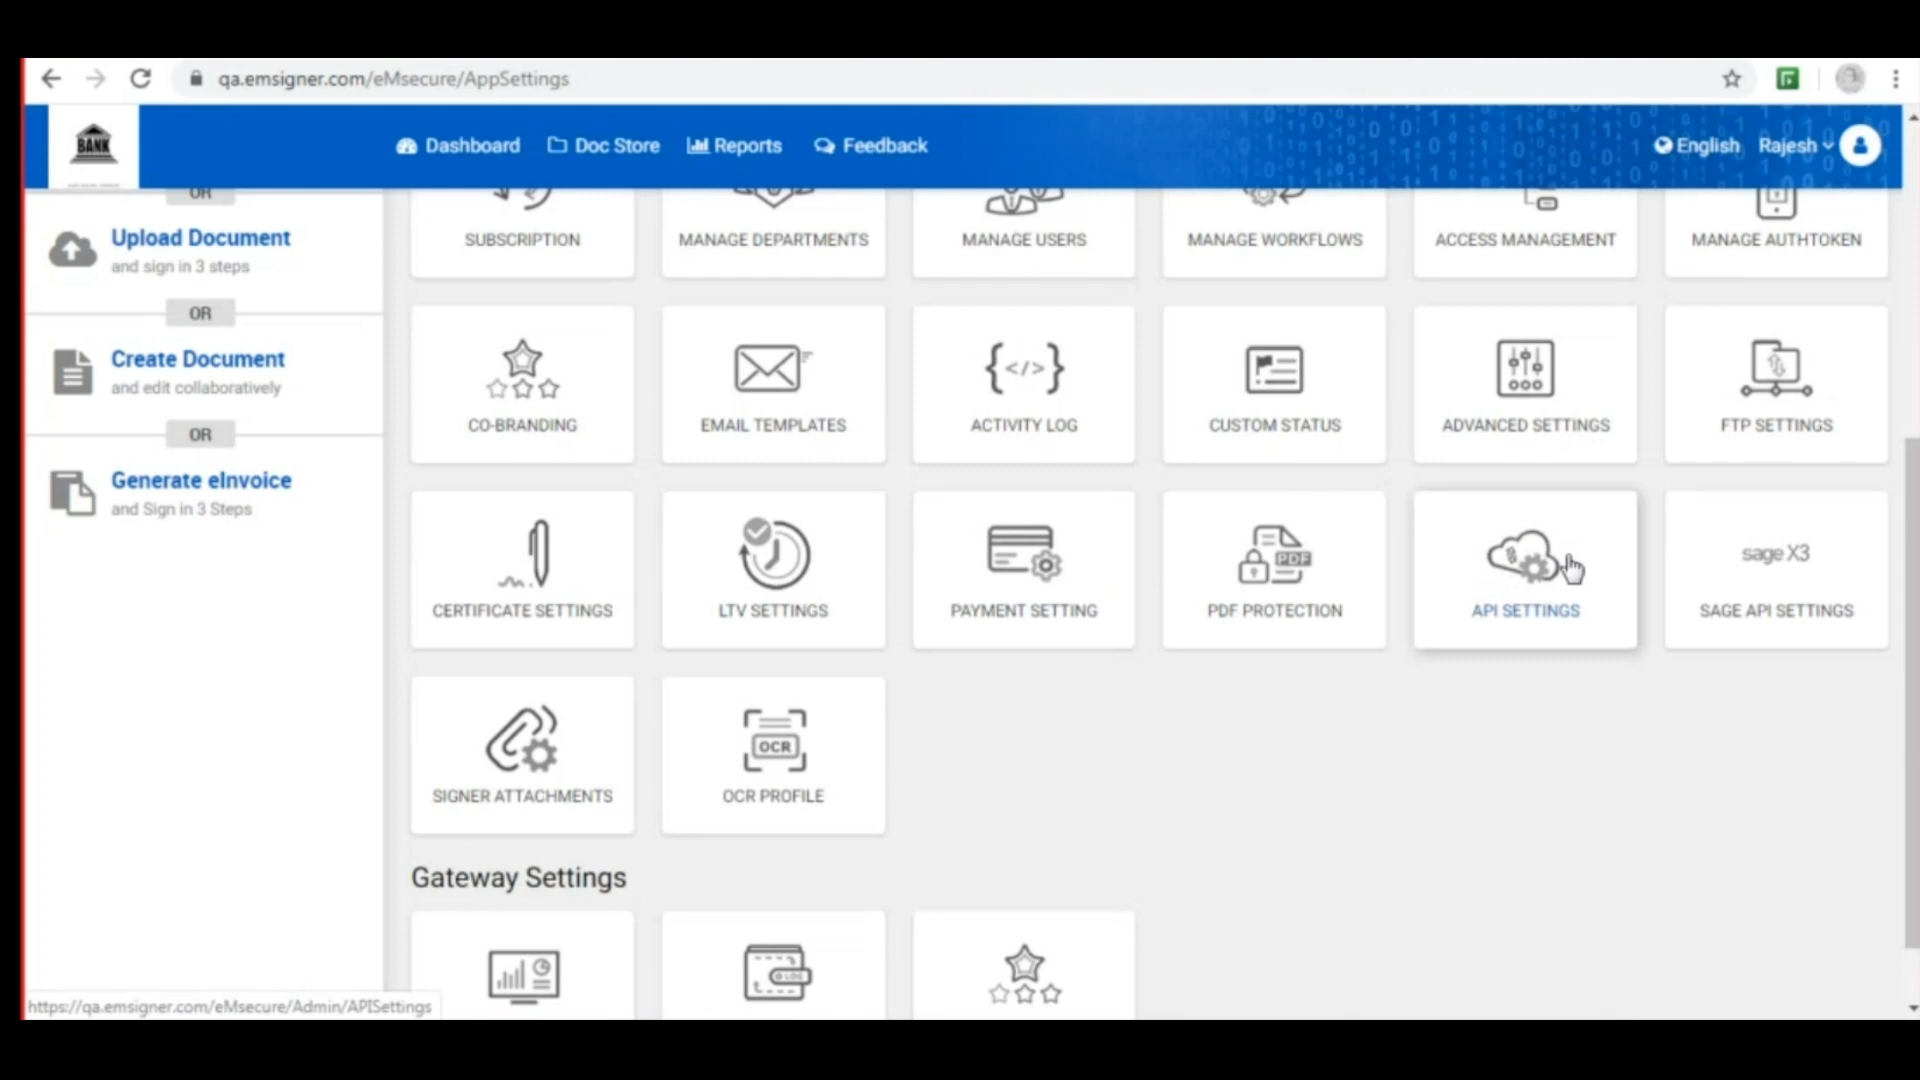 qa.emsigner.com/eMsecure/AppSettings
BANK
Dashboard
Doc Store
Reports
Feedback
English
Rajesh
OR
Upload Document
and sign in 3 steps
OR
Create Document
and edit collaboratively
OR
Generate eInvoice
and Sign in 3 Steps
SUBSCRIPTION
MANAGE DEPARTMENTS
MANAGE USERS
MANAGE WORKFLOWS
ACCESS MANAGEMENT
MANAGE AUTHTOKEN
CO-BRANDING
EMAIL TEMPLATES
</>
ACTIVITY LOG
CUSTOM STATUS
ADVANCED SETTINGS
FTP SETTINGS
CERTIFICATE SETTINGS
LTV SETTINGS
PAYMENT SETTING
PDF
PDF PROTECTION
API SETTINGS
sage X3
SAGE API SETTINGS
SIGNER ATTACHMENTS
OCR
OCR PROFILE
Gateway Settings
LOG
https://qa.emsigner.com/eMsecure/Admin/APISettings